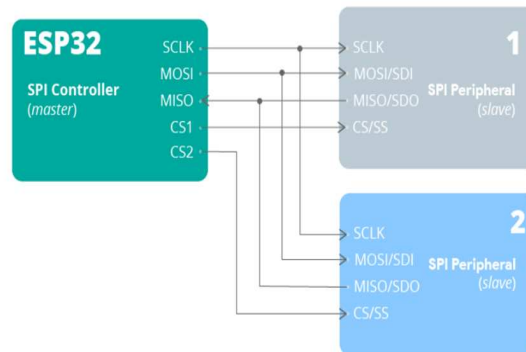 ESP32
SPI Controller
(master)
SCLK
MOSI
MISO
CS1
CS2
1
SCLK
MOSI/SDI
MISO/SDO
CS/SS
SPI Peripheral
(slave)
2
SCLK
MOSI/SDI
MISO/SDO
CS/SS
SPI Peripheral
(slave)